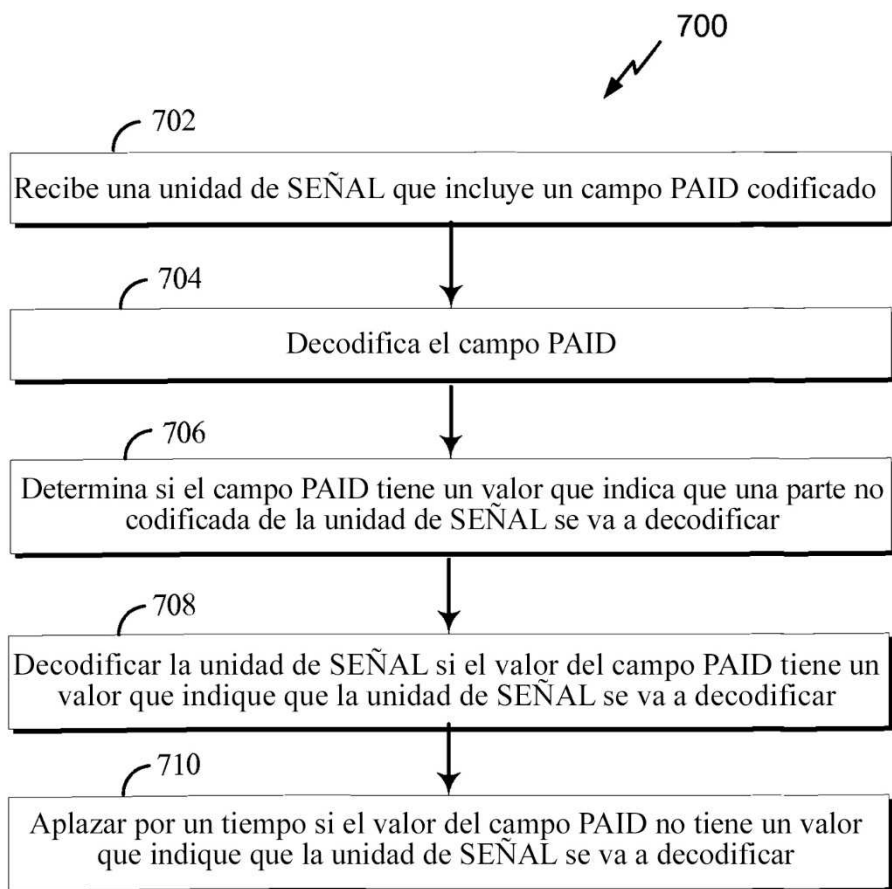 700
702
Recibe una unidad de SEÑAL que incluye un campo PAID codificado
704
Decodifica el campo PAID
706
Determina si el campo PAID tiene un valor que indica que una parte no
codificada de la unidad de SEÑAL se va a decodificar
708
Decodificar la unidad de SEÑAL si el valor del campo PAID tiene un
valor que indique que la unidad de SEÑAL se va a decodificar
710
Aplazar por un tiempo si el valor del campo PAID no tiene un valor
que indique que la unidad de SEÑAL se va a decodificar